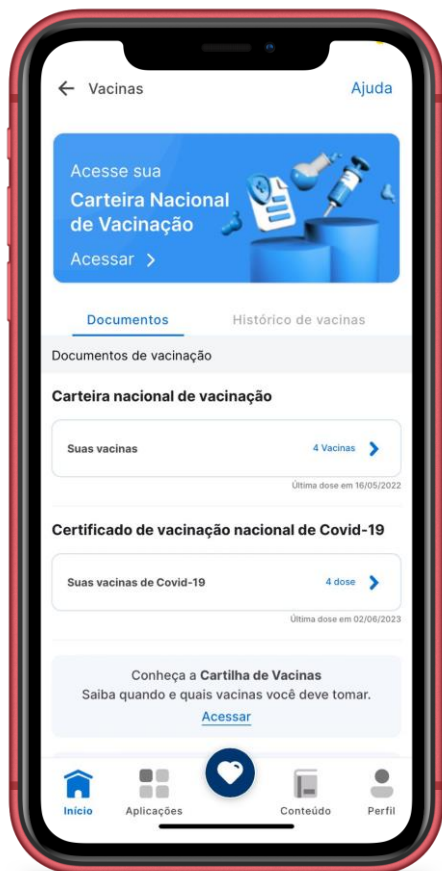 Vacinas
Ajuda
Acesse sua
Carteira Nacional
de Vacinação
Acessar
Documentos
Histórico de vacinas
Documentos de vacinação
Carteira nacional de vacinação
Suas vacinas
4 Vacinas
Última dose em 16/05/2022
Certificado de vacinação nacional de Covid-19
Suas vacinas de Covid-19
4 dose
Última dose em 02/06/2023
Conheça a Cartilha de Vacinas
Saiba quando e quais vacinas você deve tomar.
Acessar
Início
Aplicações
Conteúdo
Perfil